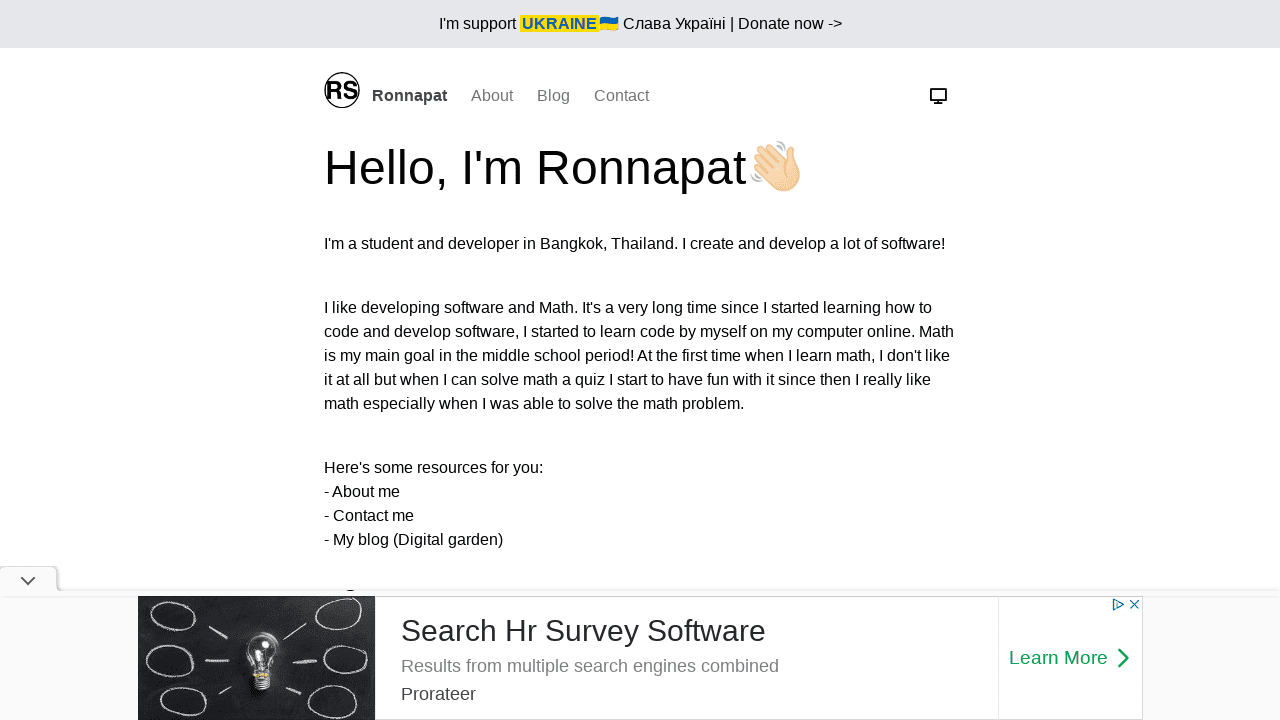 I'm support UKRAINE🇺🇦 Слава Україні | Donate now ->
RS Ronnapat About Blog Contact
Hello, I'm Ronnapat👋🏻
I'm a student and developer in Bangkok, Thailand. I create and develop a lot of software!
I like developing software and Math. It's a very long time since I started learning how to
code and develop software, I started to learn code by myself on my computer online. Math
is my main goal in the middle school period! At the first time when I learn math, I don't like
it at all but when I can solve math a quiz I start to have fun with it since then I really like
math especially when I was able to solve the math problem.
Here's some resources for you:
- About me
- Contact me
- My blog (Digital garden)
Search Hr Survey Software
Results from multiple search engines combined
Prorateer
Learn More